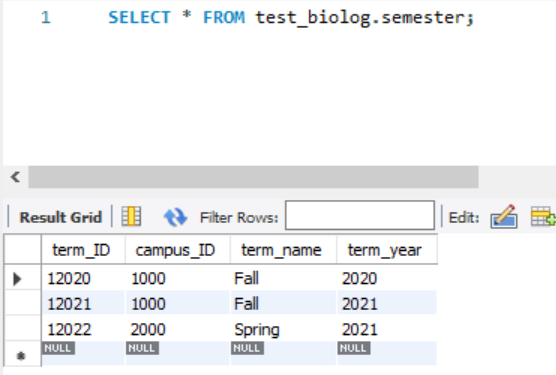 1 SELECT * FROM test_biolog.semester;
Result Grid Filter Rows: Edit:
term_ID campus_ID term_name term_year
12020 1000 Fall 2020
12021 1000 Fall 2021
12022 2000 Spring 2021
NULL NULL NULL NULL